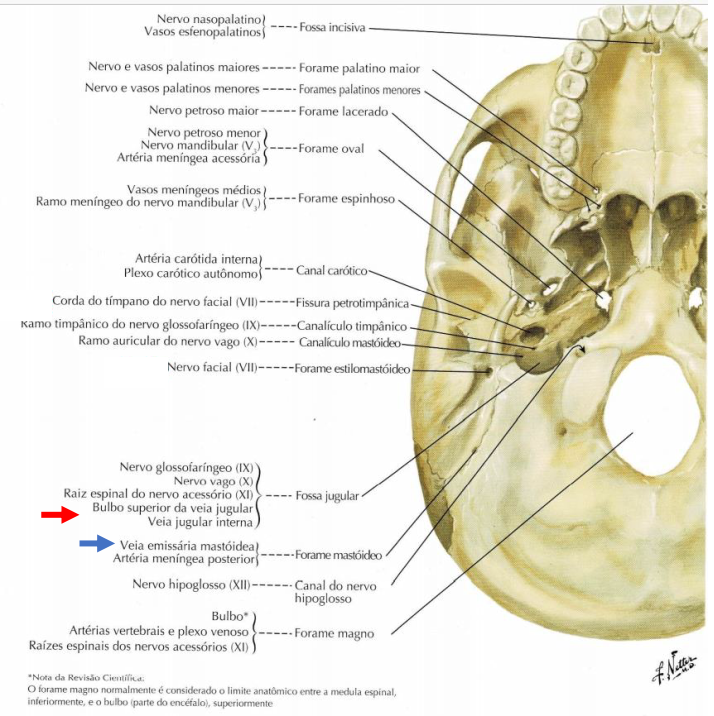 Nervo nasopalatino
Vasos esfenopalatinos
Fossa incisiva
Nervo e vasos palatinos maiores
Forame palatino maior
Nervo e vasos palatinos menores
Forames palatinos menores
Nervo petroso maior
Forame lacerado
Nervo petroso menor
Nervo mandibular (V₃)
Artéria meníngea acessória
Forame oval
Vasos meníngeos médios
Ramo meníngeo do nervo mandibular (V₃)
Forame espinhoso
Artéria carótida interna
Plexo carótico autônomo
Canal carótico
Corda do tímpano do nervo facial (VII)
Fissura petrotimpânica
Ramo timpânico do nervo glossofaríngeo (IX)
Canalículo timpânico
Ramo auricular do nervo vago (X)
Canalículo mastóideo
Nervo facial (VII)
Forame estilomastóideo
Nervo glossofaríngeo (IX)
Nervo vago (X)
Raiz espinal do nervo acessório (XI)
Bulbo superior da veia jugular
Veia jugular interna
Fossa jugular
Veia emissária mastóidea
Artéria meníngea posterior
Forame mastóideo
Nervo hipoglosso (XII)
Canal do nervo
hipoglosso
Bulbo*
Artérias vertebrais e plexo venoso
Raízes espinais dos nervos acessórios (XI)
Forame magno
*Nota da Revisão Científica:
O forame magno normalmente é considerado o limite anatômico entre a medula espinal,
inferiormente, e o bulbo (parte do encéfalo), superiormente
F. Netter
M.D.